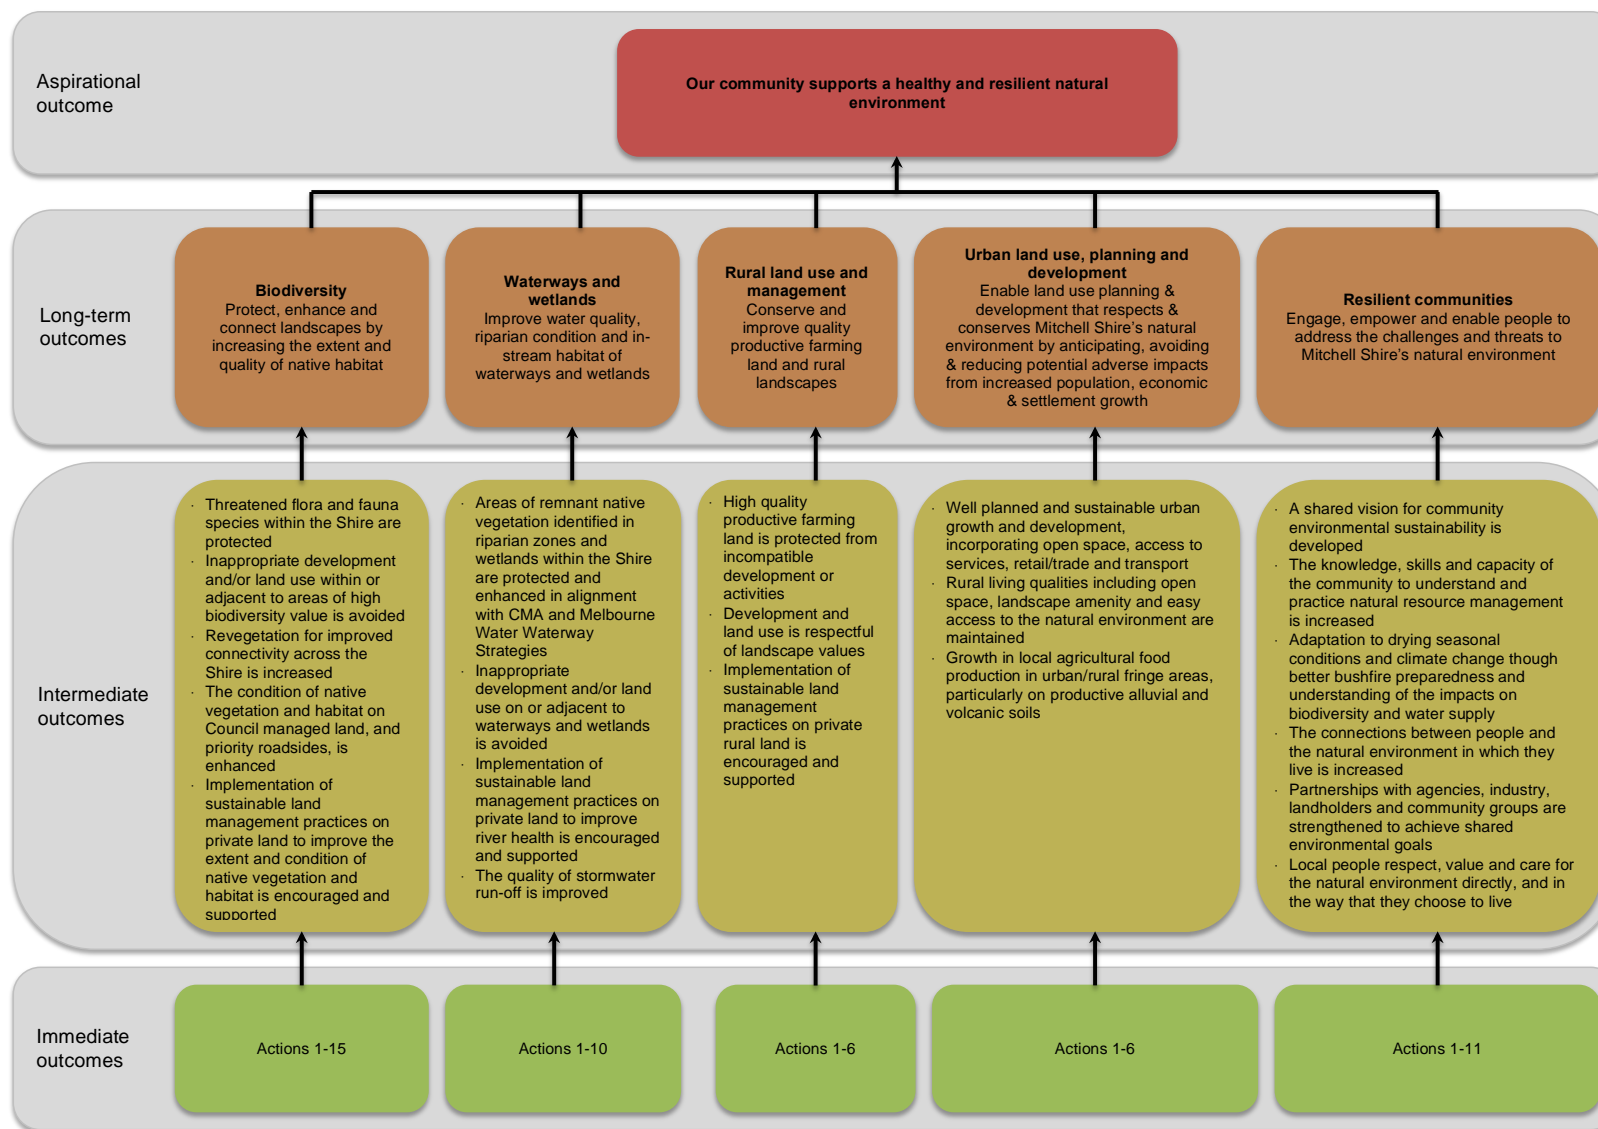 Aspirational
outcome
Our community supports a healthy and resilient natural
environment
Long-term
outcomes
Biodiversity
Protect, enhance and
connect landscapes by
increasing the extent and
quality of native habitat
Waterways and
wetlands
Improve water quality,
riparian condition and in-
stream habitat of
waterways and wetlands
Rural land use and
management
Conserve and
improve quality
productive farming
land and rural
landscapes
Urban land use, planning and
development
Enable land use planning &
development that respects &
conserves Mitchell Shire's natural
environment by anticipating, avoiding
& reducing potential adverse impacts
from increased population, economic
& settlement growth
Resilient communities
Engage, empower and enable people to
address the challenges and threats to
Mitchell Shire's natural environment
Intermediate
outcomes
· Threatened flora and fauna
species within the Shire are
protected
· Inappropriate development
and/or land use within or
adjacent to areas of high
biodiversity value is avoided
· Revegetation for improved
connectivity across the
Shire is increased
· The condition of native
vegetation and habitat on
Council managed land, and
priority roadsides, is
enhanced
· Implementation of
sustainable land
management practices on
private land to improve the
extent and condition of
native vegetation and
habitat is encouraged and
supported
· Areas of remnant native
vegetation identified in
riparian zones and
wetlands within the Shire
are protected and
enhanced in alignment
with CMA and Melbourne
Water Waterway
Strategies
· Inappropriate
development and/or land
use on or adjacent to
waterways and wetlands
is avoided
· Implementation of
sustainable land
management practices on
private land to improve
river health is encouraged
and supported
· The quality of stormwater
run-off is improved
· High quality
productive farming
land is protected from
incompatible
development or
activities
· Development and
land use is respectful
of landscape values
· Implementation of
sustainable land
management
practices on private
rural land is
encouraged and
supported
· Well planned and sustainable urban
growth and development,
incorporating open space, access to
services, retail/trade and transport
· Rural living qualities including open
space, landscape amenity and easy
access to the natural environment are
maintained
· Growth in local agricultural food
production in urban/rural fringe areas,
particularly on productive alluvial and
volcanic soils
· A shared vision for community
environmental sustainability is
developed
· The knowledge, skills and capacity of
the community to understand and
practice natural resource management
is increased
· Adaptation to drying seasonal
conditions and climate change though
better bushfire preparedness and
understanding of the impacts on
biodiversity and water supply
· The connections between people and
the natural environment in which they
live is increased
· Partnerships with agencies, industry,
landholders and community groups are
strengthened to achieve shared
environmental goals
· Local people respect, value and care for
the natural environment directly, and in
the way that they choose to live
Immediate
outcomes
Actions 1-15
Actions 1-10
Actions 1-6
Actions 1-6
Actions 1-11